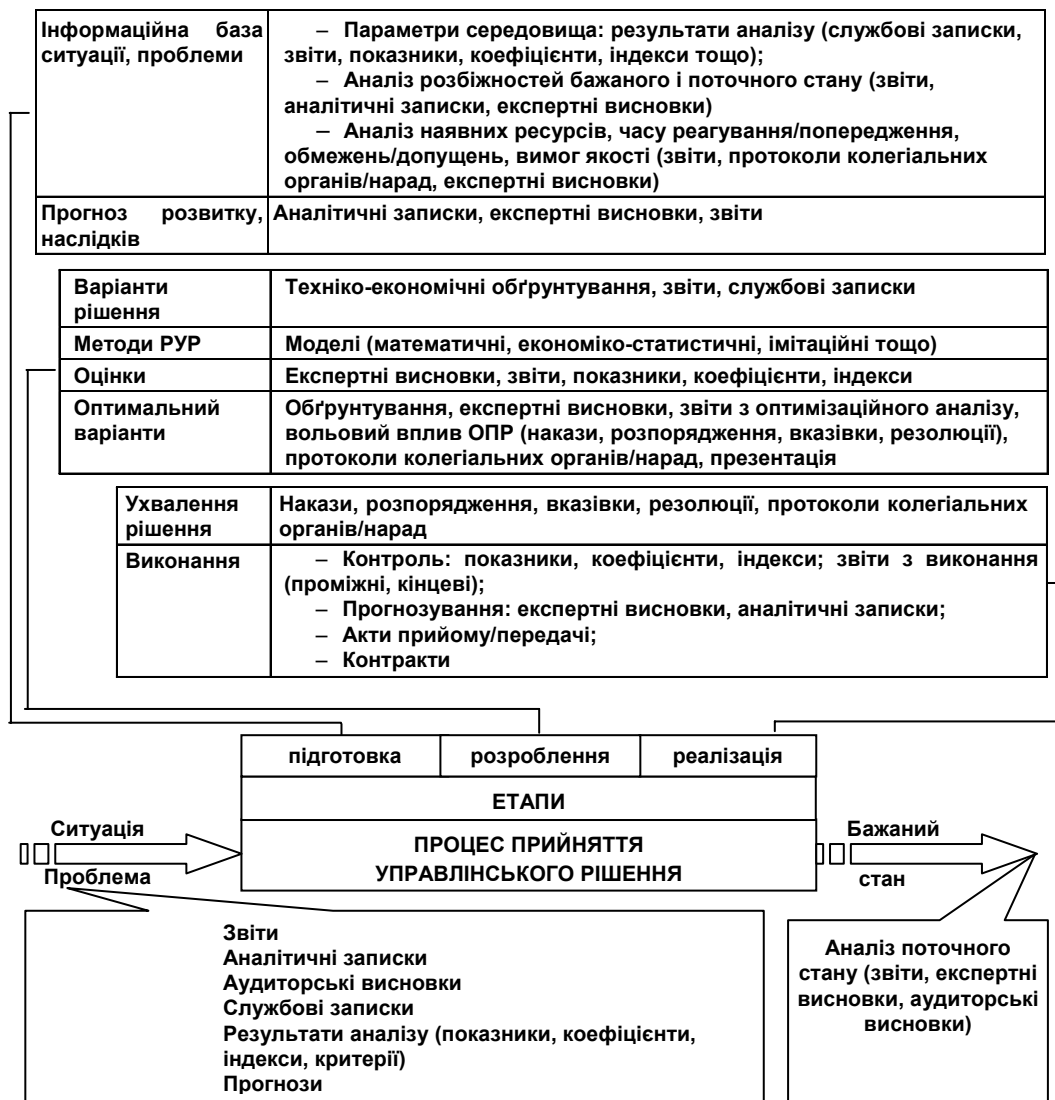 Інформаційна база
ситуації, проблеми
– Параметри середовища: результати аналізу (службові записки,
звіти, показники, коефіцієнти, індекси тощо);
– Аналіз розбіжностей бажаного і поточного стану (звіти,
аналітичні записки, експертні висновки)
– Аналіз наявних ресурсів, часу реагування/попередження,
обмежень/допущень, вимог якості (звіти, протоколи колегіальних
органів/нарад, експертні висновки)
Прогноз розвитку,
наслідків
Аналітичні записки, експертні висновки, звіти
Варіанти
рішення
Техніко-економічні обґрунтування, звіти, службові записки
Методи РУР
Моделі (математичні, економіко-статистичні, імітаційні тощо)
Оцінки
Експертні висновки, звіти, показники, коефіцієнти, індекси
Оптимальний
варіанти
Обґрунтування, експертні висновки, звіти з оптимізаційного аналізу,
вольовий вплив ОПР (накази, розпорядження, вказівки, резолюції),
протоколи колегіальних органів/нарад, презентація
Ухвалення
рішення
Накази, розпорядження, вказівки, резолюції, протоколи колегіальних
органів/нарад
Виконання
– Контроль: показники, коефіцієнти, індекси; звіти з виконання
(проміжні, кінцеві);
– Прогнозування: експертні висновки, аналітичні записки;
– Акти прийому/передачі;
– Контракти
підготовка
розроблення
реалізація
ЕТАПИ
ПРОЦЕС ПРИЙНЯТТЯ
УПРАВЛІНСЬКОГО РІШЕННЯ
Ситуація
Проблема
Бажаний
стан
Звіти
Аналітичні записки
Аудиторські висновки
Службові записки
Результати аналізу (показники, коефіцієнти,
індекси, критерії)
Прогнози
Аналіз поточного
стану (звіти, експертні
висновки, аудиторські
висновки)